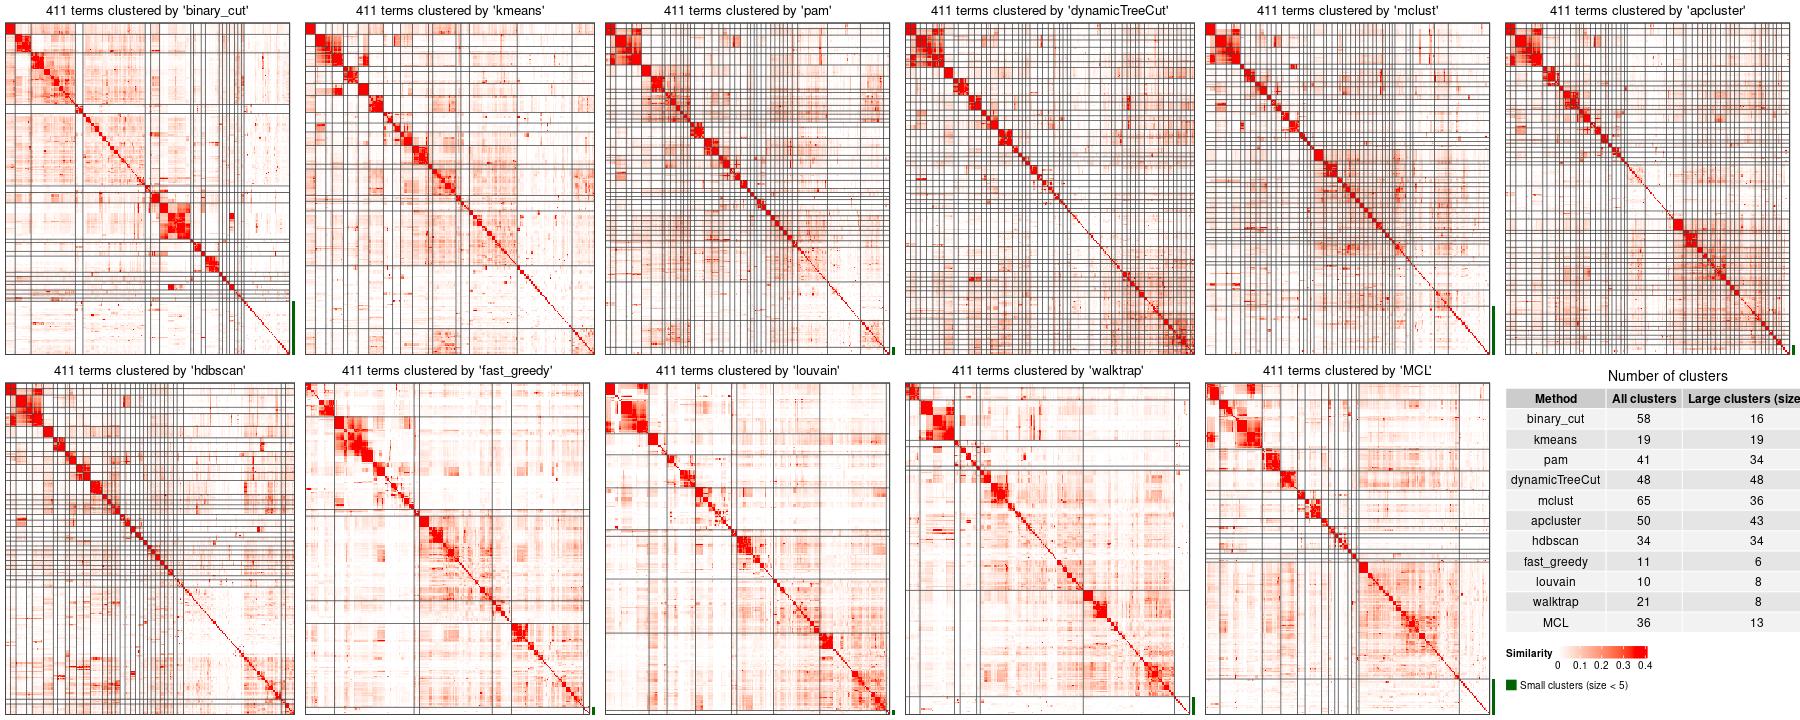 411 terms clustered by 'binary_cut'
411 terms clustered by 'kmeans'
411 terms clustered by 'pam'
411 terms clustered by 'dynamicTreeCut'
411 terms clustered by 'mclust'
411 terms clustered by 'apcluster'
411 terms clustered by 'hdbscan'
411 terms clustered by 'fast_greedy'
411 terms clustered by 'louvain'
411 terms clustered by 'walktrap'
411 terms clustered by 'MCL'
Number of clusters
Method All clusters Large clusters (size
binary_cut 58 16
kmeans 19 19
pam 41 34
dynamicTreeCut 48 48
mclust 65 36
apcluster 50 43
hdbscan 34 34
fast_greedy 11 6
louvain 10 8
walktrap 21 8
MCL 36 13
Similarity
0 0.1 0.2 0.3 0.4
Small clusters (size < 5)